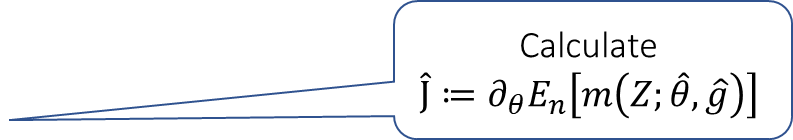 Calculate
Ĵ ≔ ∂_θ E_n[m(Z; θ̂, ĝ)]